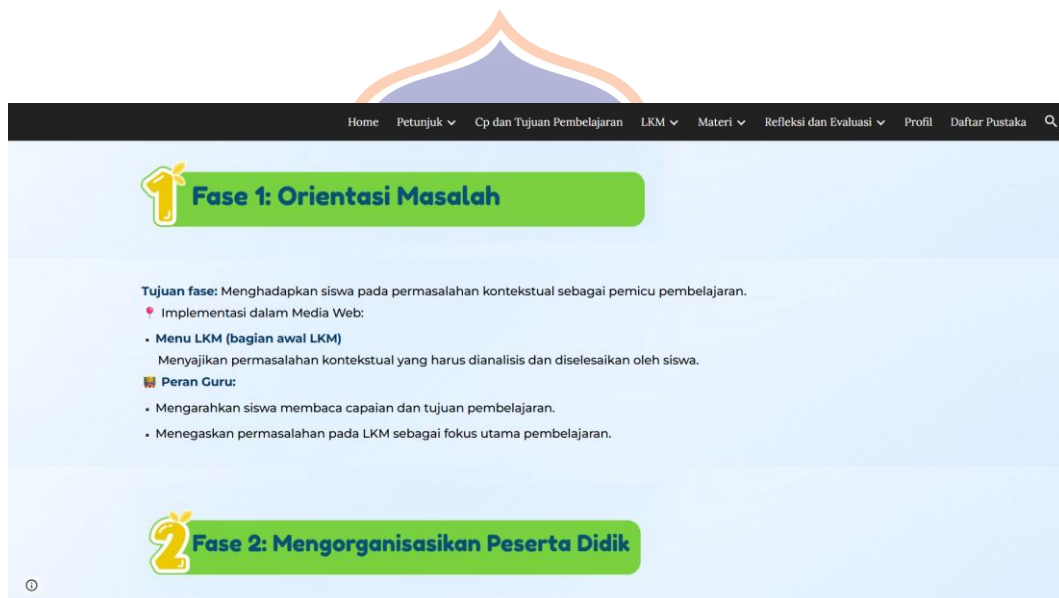 Home Petunjuk Cp dan Tujuan Pembelajaran LKM Materi Refleksi dan Evaluasi Profil Daftar Pustaka
1 Fase 1: Orientasi Masalah
Tujuan fase: Menghadapkan siswa pada permasalahan kontekstual sebagai pemicu pembelajaran.
Implementasi dalam Media Web:
• Menu LKM (bagian awal LKM)
Menyajikan permasalahan kontekstual yang harus dianalisis dan diselesaikan oleh siswa.
Peran Guru:
• Mengarahkan siswa membaca capaian dan tujuan pembelajaran.
• Menegaskan permasalahan pada LKM sebagai fokus utama pembelajaran.
2 Fase 2: Mengorganisasikan Peserta Didik